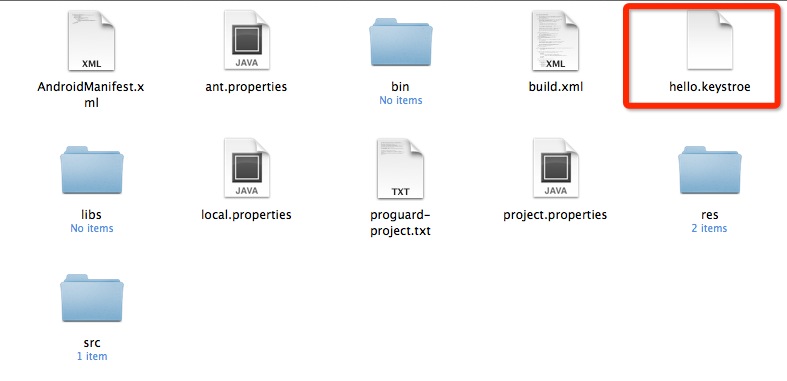 XML
JAVA
XML
AndroidManifest.x
ml
ant.properties
bin
No items
build.xml
hello.keystroe
JAVA
TXT
JAVA
libs
No items
local.properties
proguard-
project.txt
project.properties
res
2 items
src
1 item